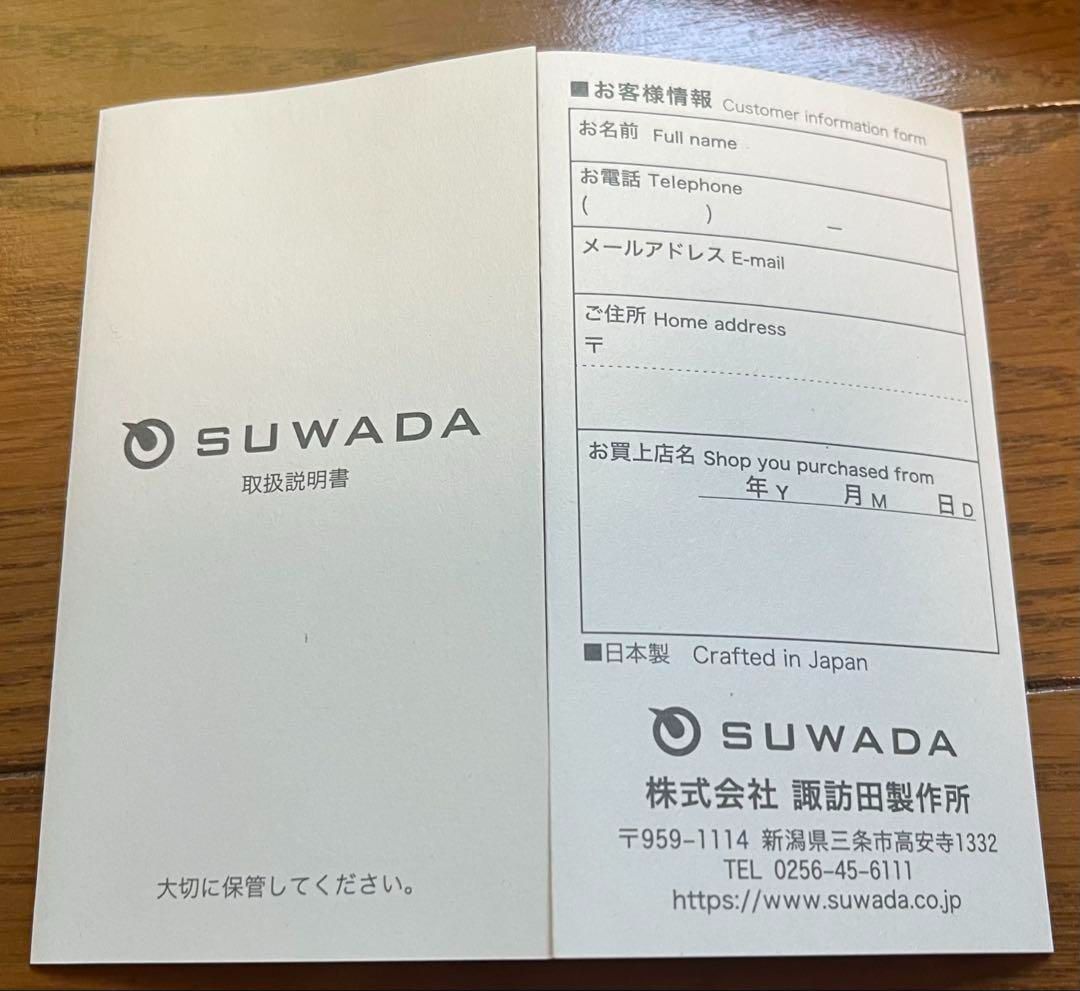 SUWADA
取扱説明書
大切に保管してください。
■お客様情報 Customer information form
お名前 Full name
お電話 Telephone
( ) –
メールアドレス E-mail
ご住所 Home address
〒
お買上店名 Shop you purchased from
年 Y 月 M 日 D
■日本製 Crafted in Japan
SUWADA
株式会社 諏訪田製作所
〒959-1114 新潟県三条市高安寺1332
TEL 0256-45-6111
https://www.suwada.co.jp